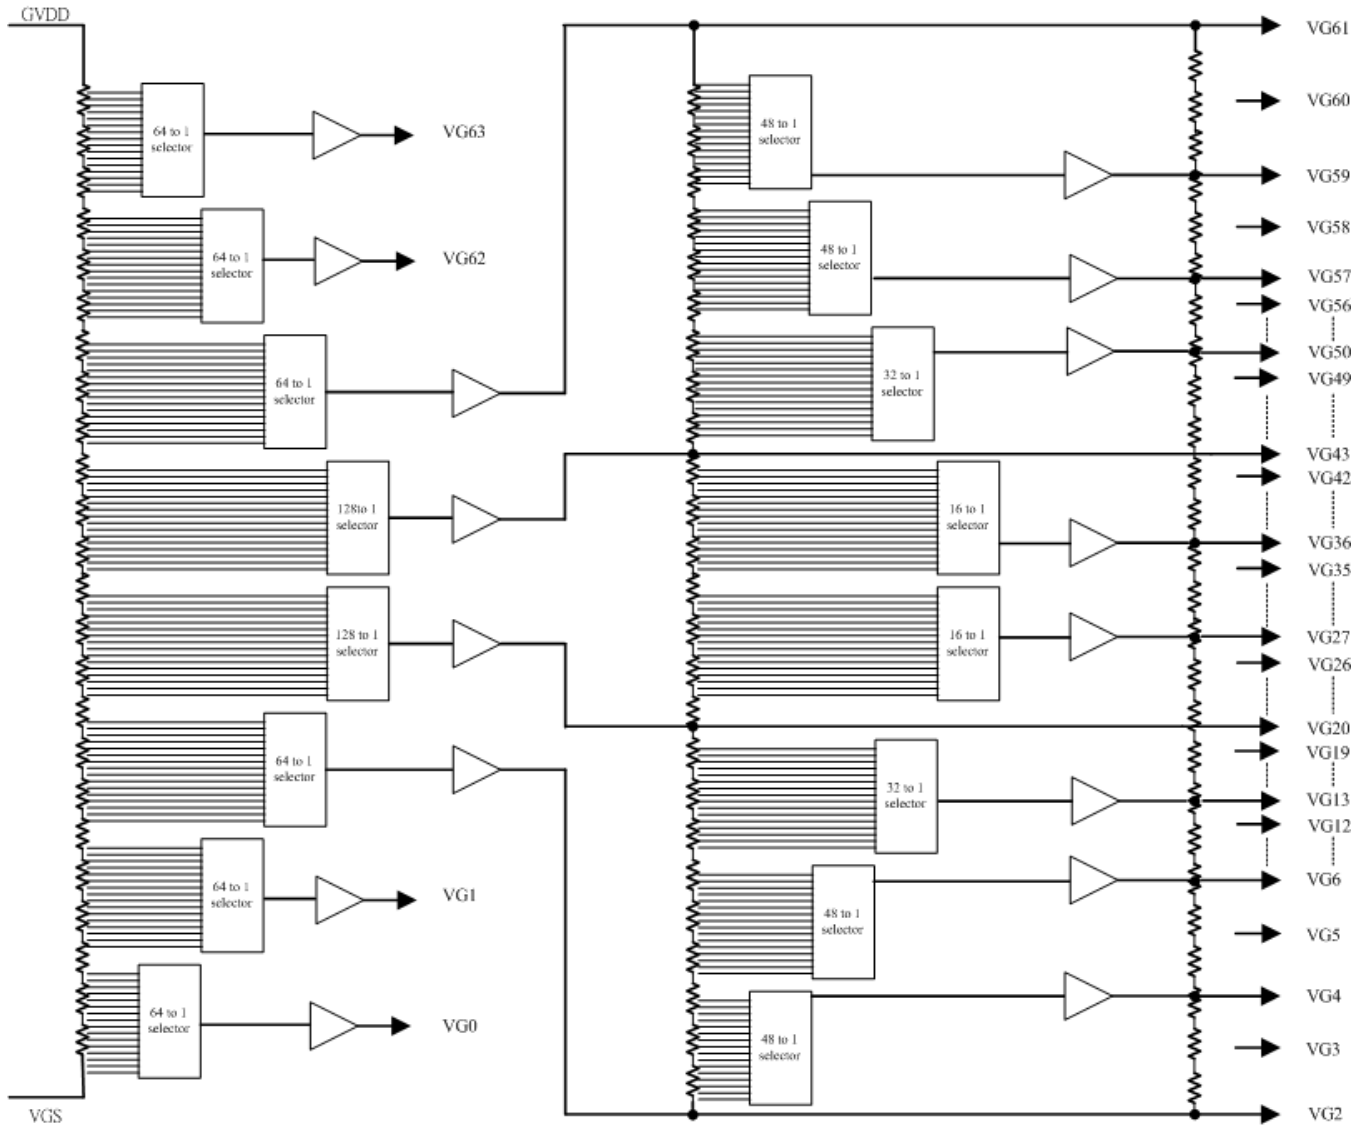 GVDD
64 to 1
selector
VG63
64 to 1
selector
VG62
64 to 1
selector
128to 1
selector
128 to 1
selector
64 to 1
selector
64 to 1
selector
VG1
64 to 1
selector
VG0
VGS
48 to 1
selector
48 to 1
selector
32 to 1
selector
16 to 1
selector
16 to 1
selector
32 to 1
selector
48 to 1
selector
48 to 1
selector
VG61
VG60
VG59
VG58
VG57
VG56
VG50
VG49
VG43
VG42
VG36
VG35
VG27
VG26
VG20
VG19
VG13
VG12
VG6
VG5
VG4
VG3
VG2